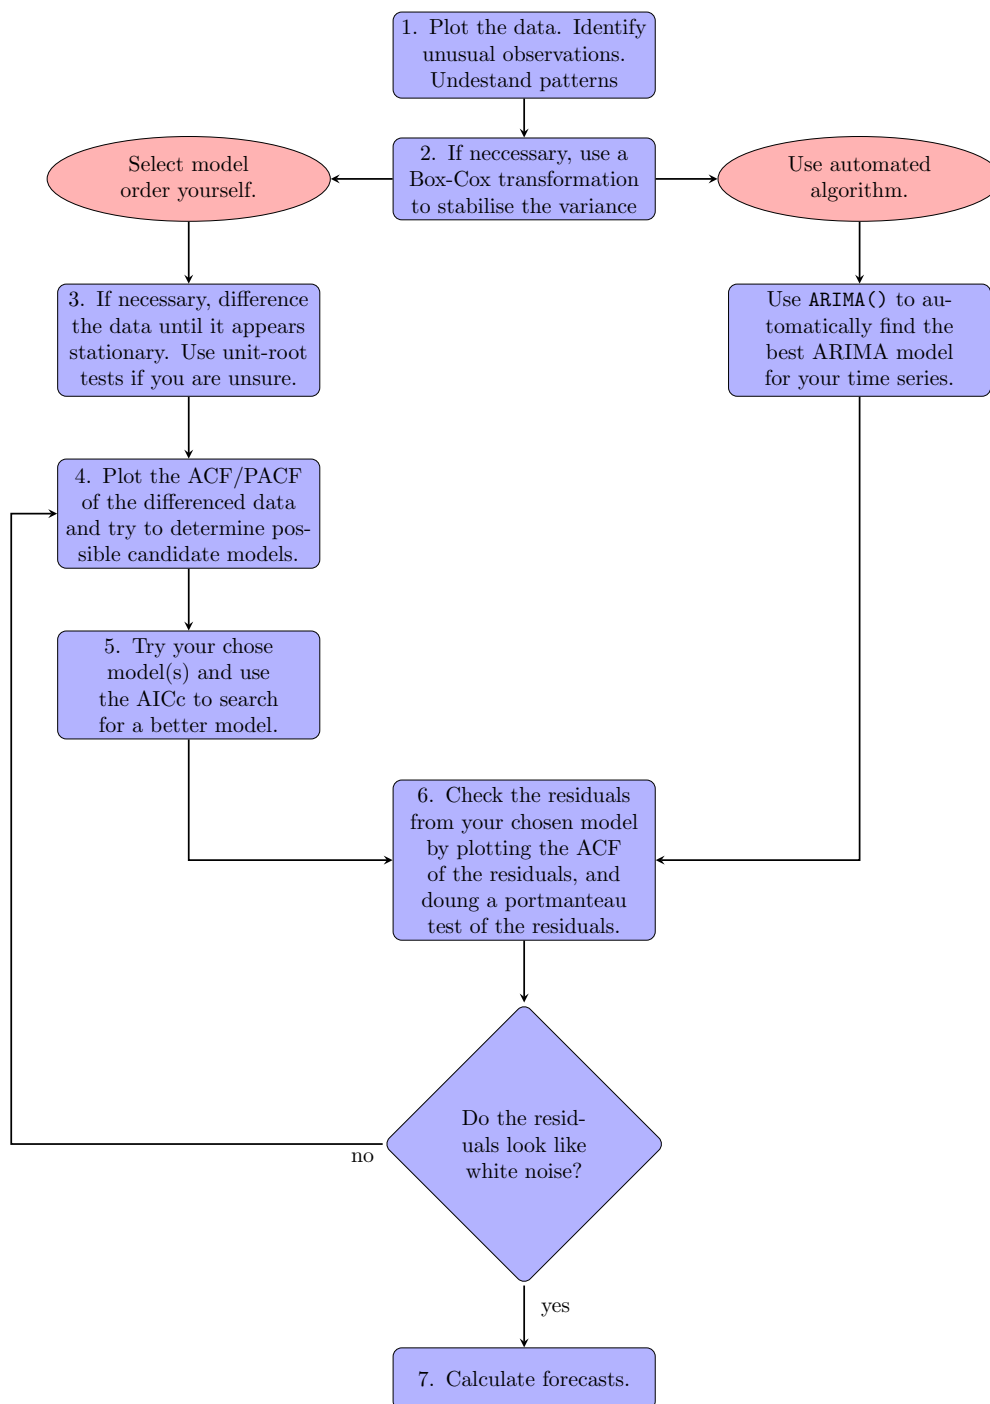 1. Plot the data. Identify
unusual observations.
Undestand patterns
Select model
order yourself.
2. If neccessary, use a
Box-Cox transformation
to stabilise the variance
Use automated
algorithm.
3. If necessary, difference
the data until it appears
stationary. Use unit-root
tests if you are unsure.
Use ARIMA() to au-
tomatically find the
best ARIMA model
for your time series.
4. Plot the ACF/PACF
of the differenced data
and try to determine pos-
sible candidate models.
5. Try your chose
model(s) and use
the AICc to search
for a better model.
6. Check the residuals
from your chosen model
by plotting the ACF
of the residuals, and
doung a portmanteau
test of the residuals.
Do the resid-
uals look like
white noise?
no
yes
7. Calculate forecasts.